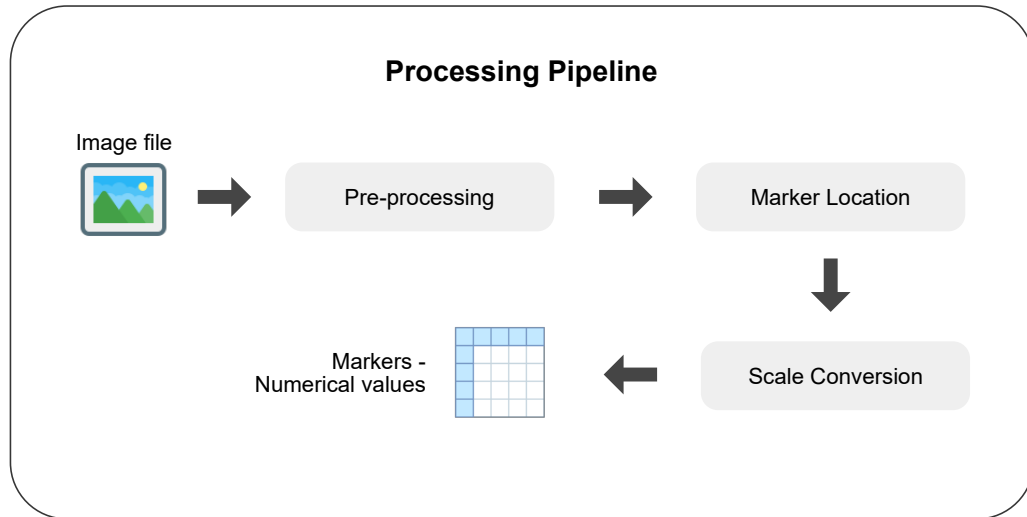 Processing Pipeline
Image file
Pre-processing
Marker Location
Scale Conversion
Markers -
Numerical values